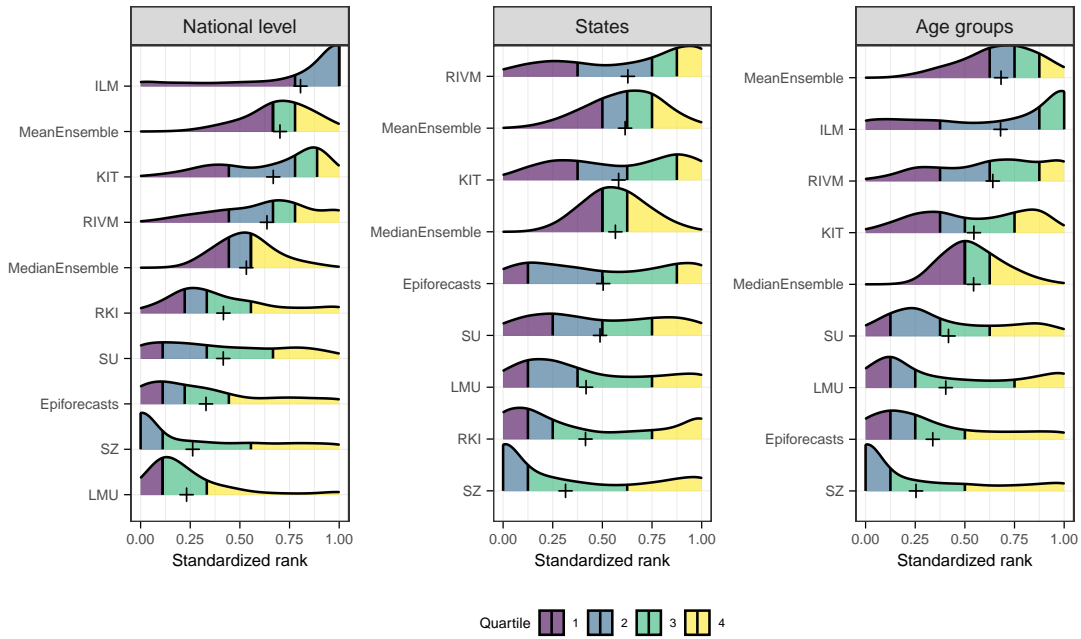 National level
States
Age groups
ILM
MeanEnsemble
KIT
RIVM
MedianEnsemble
RKI
SU
Epiforecasts
SZ
LMU
0.00 0.25 0.50 0.75 1.00
Standardized rank
RIVM
MeanEnsemble
KIT
MedianEnsemble
Epiforecasts
SU
LMU
RKI
SZ
0.00 0.25 0.50 0.75 1.00
Standardized rank
MeanEnsemble
ILM
RIVM
KIT
MedianEnsemble
SU
LMU
Epiforecasts
SZ
0.00 0.25 0.50 0.75 1.00
Standardized rank
Quartile 1 2 3 4